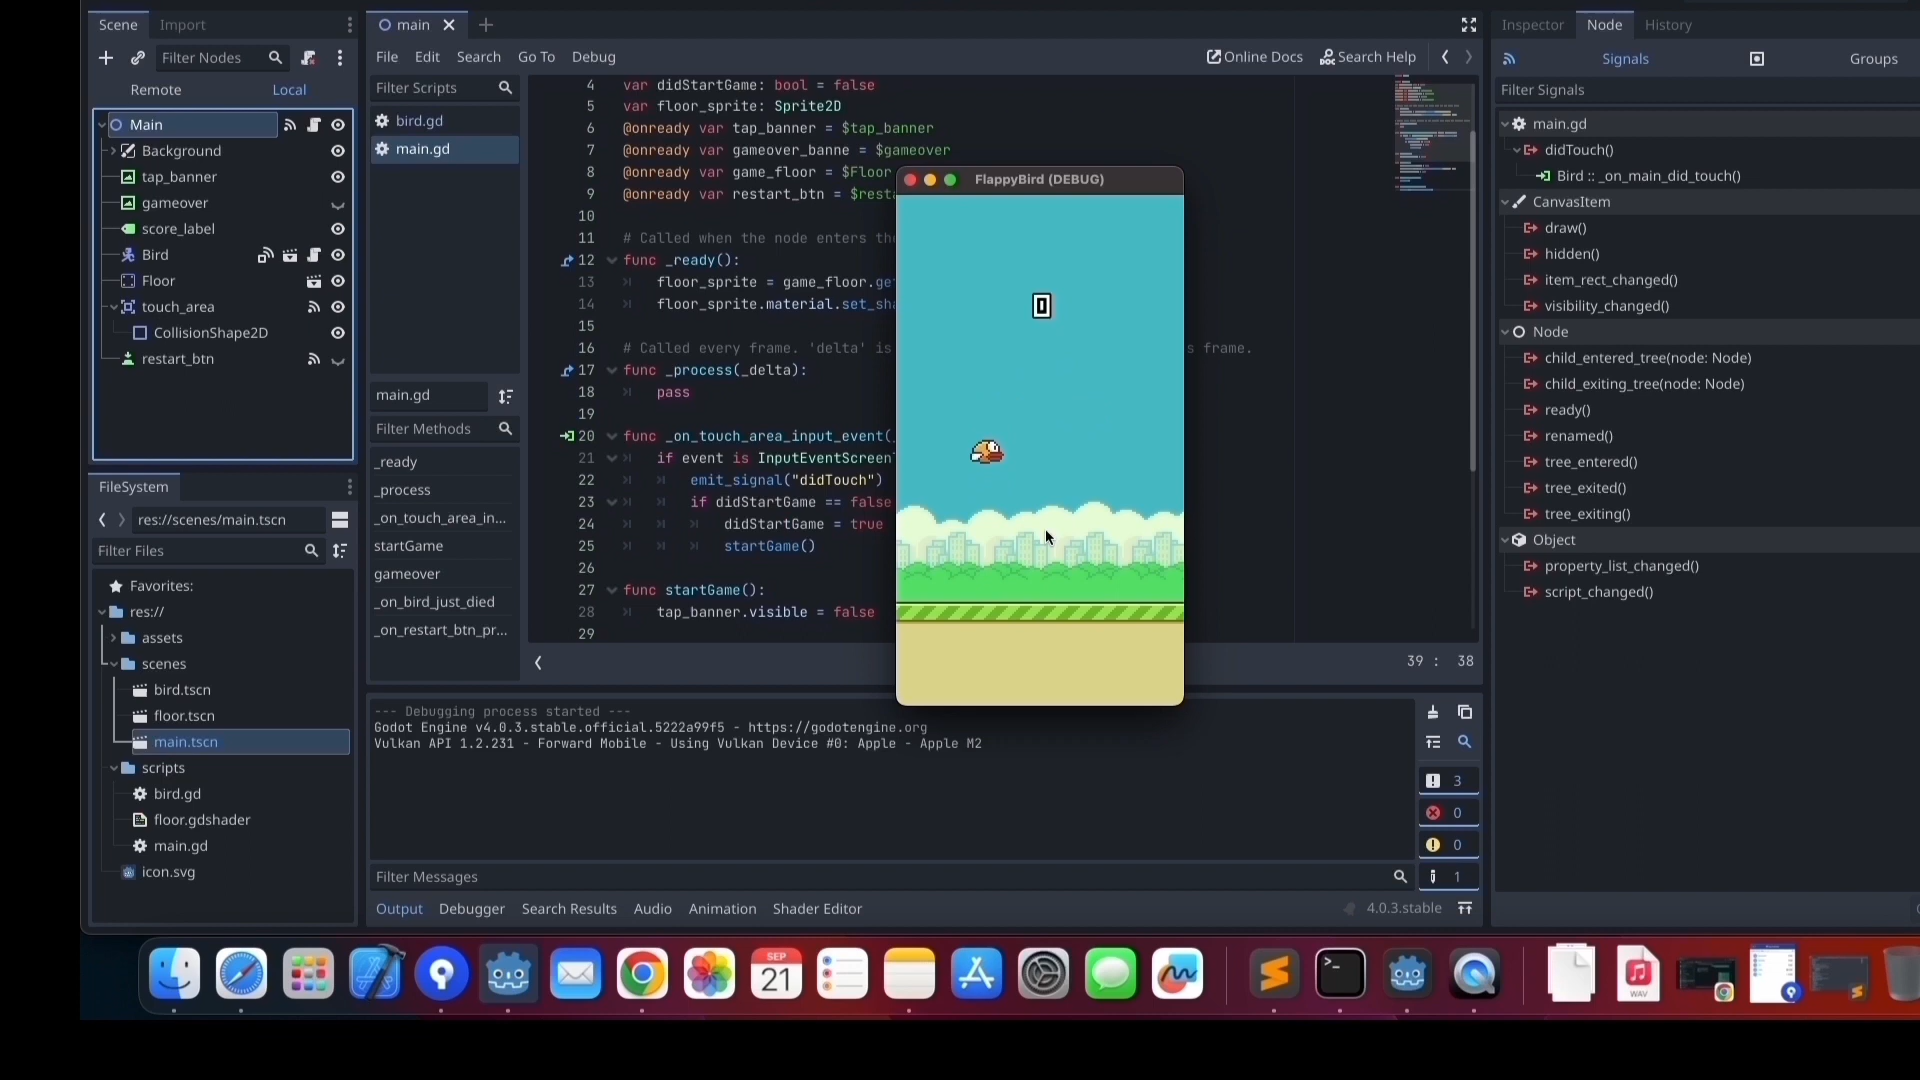 Scene
Import
Filter Nodes
Remote
Local
Main
Background
tap_banner
gameover
score_label
Bird
Floor
touch_area
CollisionShape2D
restart_btn
FileSystem
res://scenes/main.tscn
Filter Files
Favorites:
res://
assets
scenes
bird.tscn
floor.tscn
main.tscn
scripts
bird.gd
floor.gdshader
main.gd
icon.svg
main
File Edit Search Go To Debug
Online Docs
Search Help
Filter Scripts
bird.gd
main.gd
main.gd
Filter Methods
_ready
_process
_on_touch_area_in...
startGame
gameover
_on_bird_just_died
_on_restart_btn_pr...
4 var didStartGame: bool = false
5 var floor_sprite: Sprite2D
6 @onready var tap_banner = $tap_banner
7 @onready var gameover_banne = $gameover
8 @onready var game_floor = $Floor
9 @onready var restart_btn = $resta
10
11 # Called when the node enters the
12 func _ready():
13 floor_sprite = game_floor.ge
14 floor_sprite.material.set_sha
15
16 # Called every frame. 'delta' is s frame.
17 func _process(_delta):
18 pass
19
20 func _on_touch_area_input_event(_
21 if event is InputEventScreen
22 emit_signal("didTouch")
23 if didStartGame == false
24 didStartGame = true
25 startGame()
26
27 func startGame():
28 tap_banner.visible = false
29
39 : 38
FlappyBird (DEBUG)
0
--- Debugging process started ---
Godot Engine v4.0.3.stable.official.5222a99f5 - https://godotengine.org
Vulkan API 1.2.231 - Forward Mobile - Using Vulkan Device #0: Apple - Apple M2
3
0
0
1
Filter Messages
Output Debugger Search Results Audio Animation Shader Editor
4.0.3.stable
Inspector
Node
History
Signals
Groups
Filter Signals
main.gd
didTouch()
Bird :: _on_main_did_touch()
CanvasItem
draw()
hidden()
item_rect_changed()
visibility_changed()
Node
child_entered_tree(node: Node)
child_exiting_tree(node: Node)
ready()
renamed()
tree_entered()
tree_exited()
tree_exiting()
Object
property_list_changed()
script_changed()
SEP
21
WAV